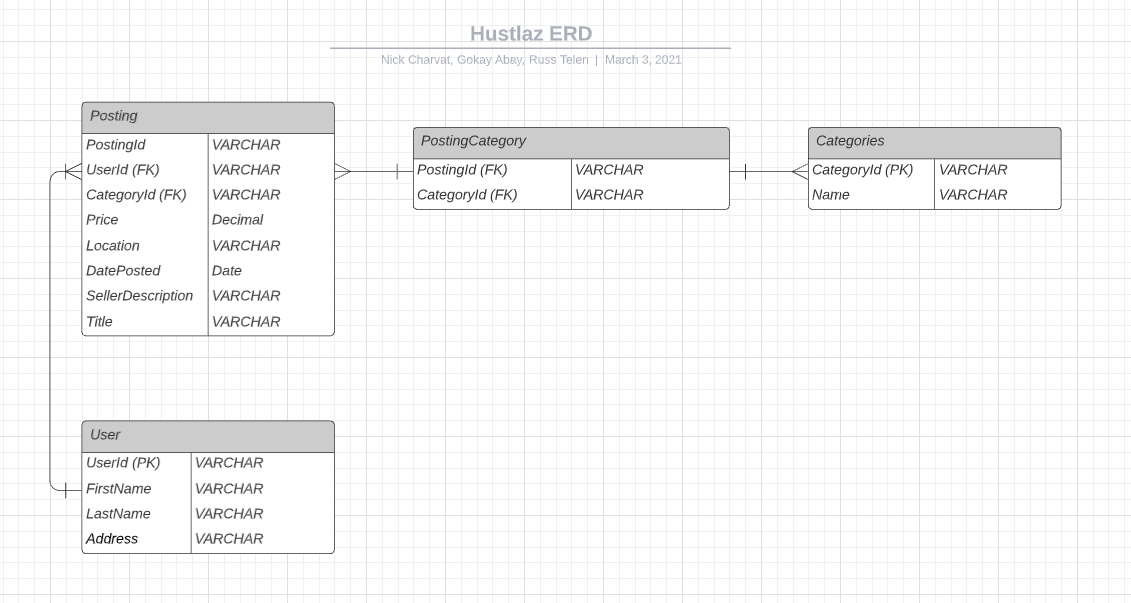 Hustlaz ERD
Nick Charvat, Gokay Abay, Russ Telen | March 3, 2021
Posting
PostingId VARCHAR
UserId (FK) VARCHAR
CategoryId (FK) VARCHAR
Price Decimal
Location VARCHAR
DatePosted Date
SellerDescription VARCHAR
Title VARCHAR
PostingCategory
PostingId (FK) VARCHAR
CategoryId (FK) VARCHAR
Categories
CategoryId (PK) VARCHAR
Name VARCHAR
User
UserId (PK) VARCHAR
FirstName VARCHAR
LastName VARCHAR
Address VARCHAR